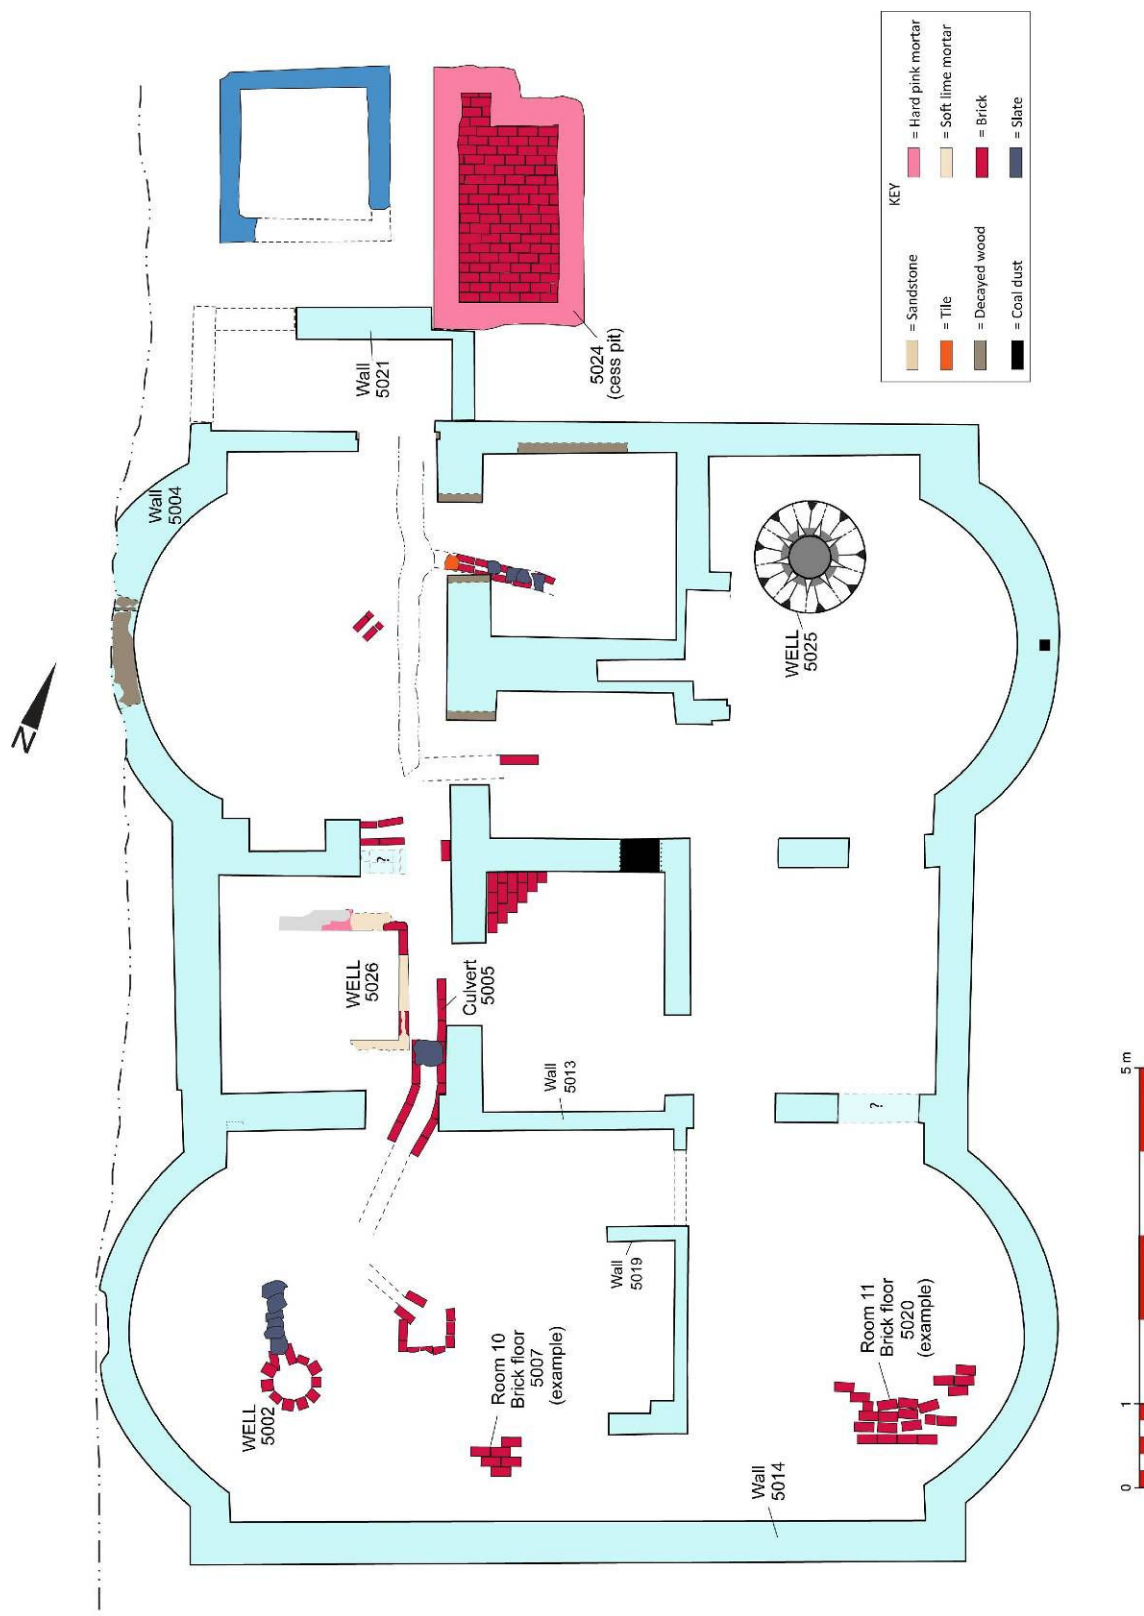 KEY
= Sandstone
= Hard pink mortar
= Tile
= Soft lime mortar
= Decayed wood
= Brick
= Coal dust
= Slate
N
Wall
5004
Wall
5021
5024
(cess pit)
WELL
5025
WELL
5026
?
Culvert
5005
Wall
5013
?
WELL
5002
Room 10
Brick floor
5007
(example)
Wall
5019
Room 11
Brick floor
5020
(example)
Wall
5014
0
1
5 m